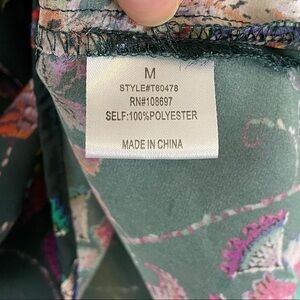 M
STYLE#T60478
RN#108697
SELF:100%POLYESTER
MADE IN CHINA